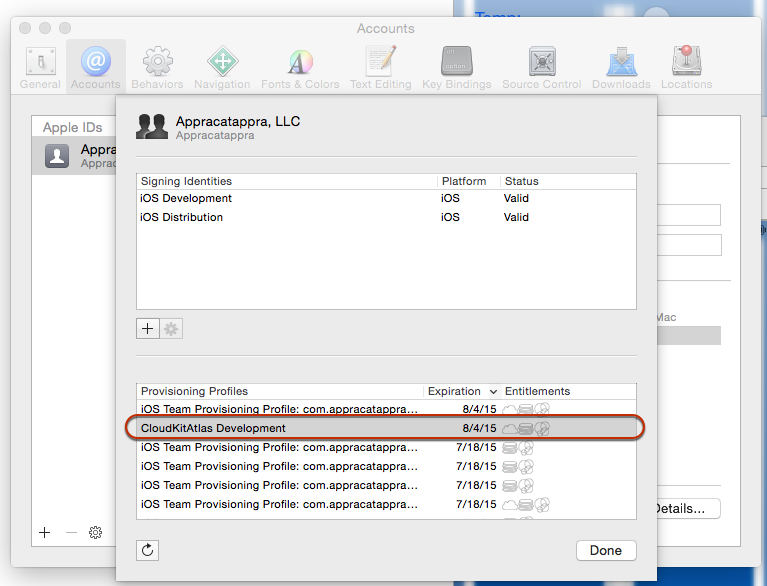 Temp:
Accounts
General Accounts Behaviors Navigation Fonts & Colors Text Editing Key Bindings Source Control Downloads Locations
Apple IDs
Appra
Apprac
Appracatappra, LLC
Appracatappra
Signing Identities Platform Status
iOS Development iOS Valid
iOS Distribution iOS Valid
Mac
Provisioning Profiles Expiration Entitlements
iOS Team Provisioning Profile: com.appracatappra... 8/4/15
CloudKitAtlas Development 8/4/15
iOS Team Provisioning Profile: com.appracatappra... 7/18/15
iOS Team Provisioning Profile: com.appracatappra... 7/18/15
iOS Team Provisioning Profile: com.appracatappra... 7/18/15
iOS Team Provisioning Profile: com.appracatappra... 7/18/15
Details...
Done